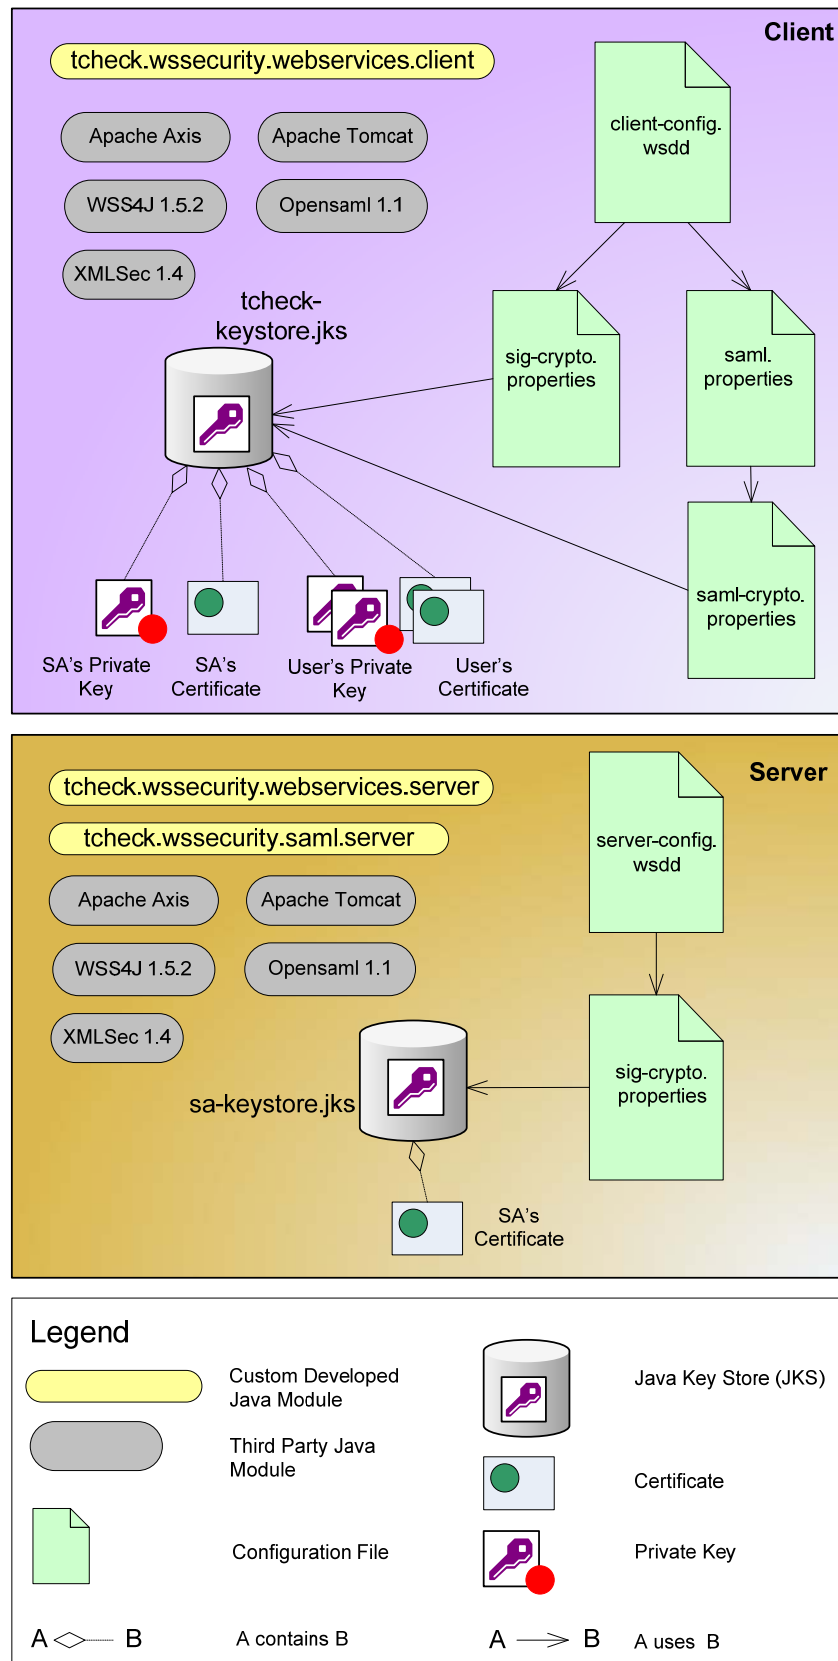 Client
tcheck.wssecurity.webservices.client
Apache Axis
Apache Tomcat
WSS4J 1.5.2
Opensaml 1.1
XMLSec 1.4
client-config.
wsdd
tcheck-
keystore.jks
sig-crypto.
properties
saml.
properties
saml-crypto.
properties
SA's Private
Key
SA's
Certificate
User's Private
Key
User's
Certificate
Server
tcheck.wssecurity.webservices.server
tcheck.wssecurity.saml.server
Apache Axis
Apache Tomcat
WSS4J 1.5.2
Opensaml 1.1
XMLSec 1.4
server-config.
wsdd
sa-keystore.jks
sig-crypto.
properties
SA's
Certificate
Legend
Custom Developed
Java Module
Third Party Java
Module
Configuration File
A B A contains B
Java Key Store (JKS)
Certificate
Private Key
A B A uses B